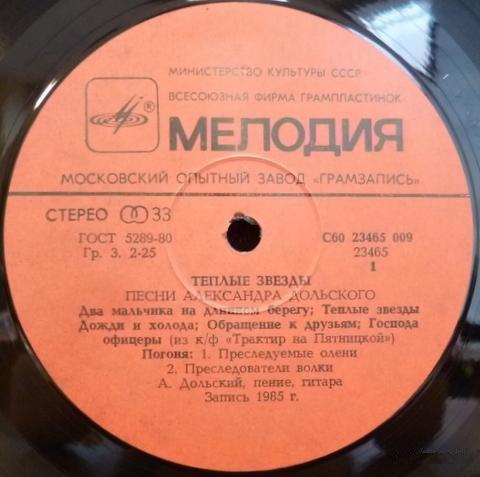 МИНИСТЕРСТВО КУЛЬТУРЫ СССР
ВСЕСОЮЗНАЯ ФИРМА ГРАМПЛАСТИНОК
®
МЕЛОДИЯ
МОСКОВСКИЙ ОПЫТНЫЙ ЗАВОД «ГРАМЗАПИСЬ»
СТЕРЕО 33
ГОСТ 5289-80 С60 23465 009
Гр. 3. 2-25 23465
1
ТЕПЛЫЕ ЗВЕЗДЫ
ПЕСНИ АЛЕКСАНДРА ДОЛЬСКОГО
Два мальчика на длинном берегу; Теплые звезды
Дожди и холода; Обращение к друзьям; Господа
офицеры (из к/ф «Трактир на Пятницкой»)
Погоня: 1. Преследуемые олени
2. Преследователи волки
А. Дольский, пение, гитара
Запись 1985 г.